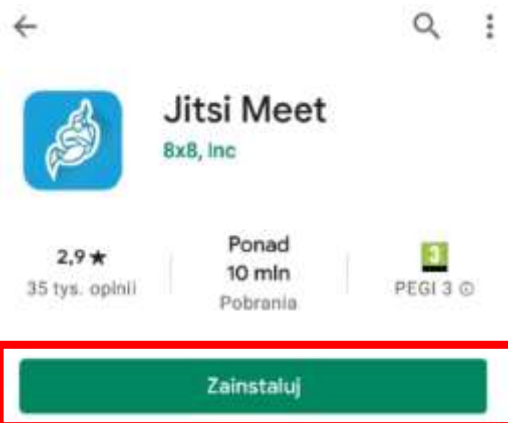 Jitsi Meet
8x8, Inc
2,9 ★
35 tys. opinii
Ponad
10 mln
Pobrania
3
PEGI 3
Zainstaluj